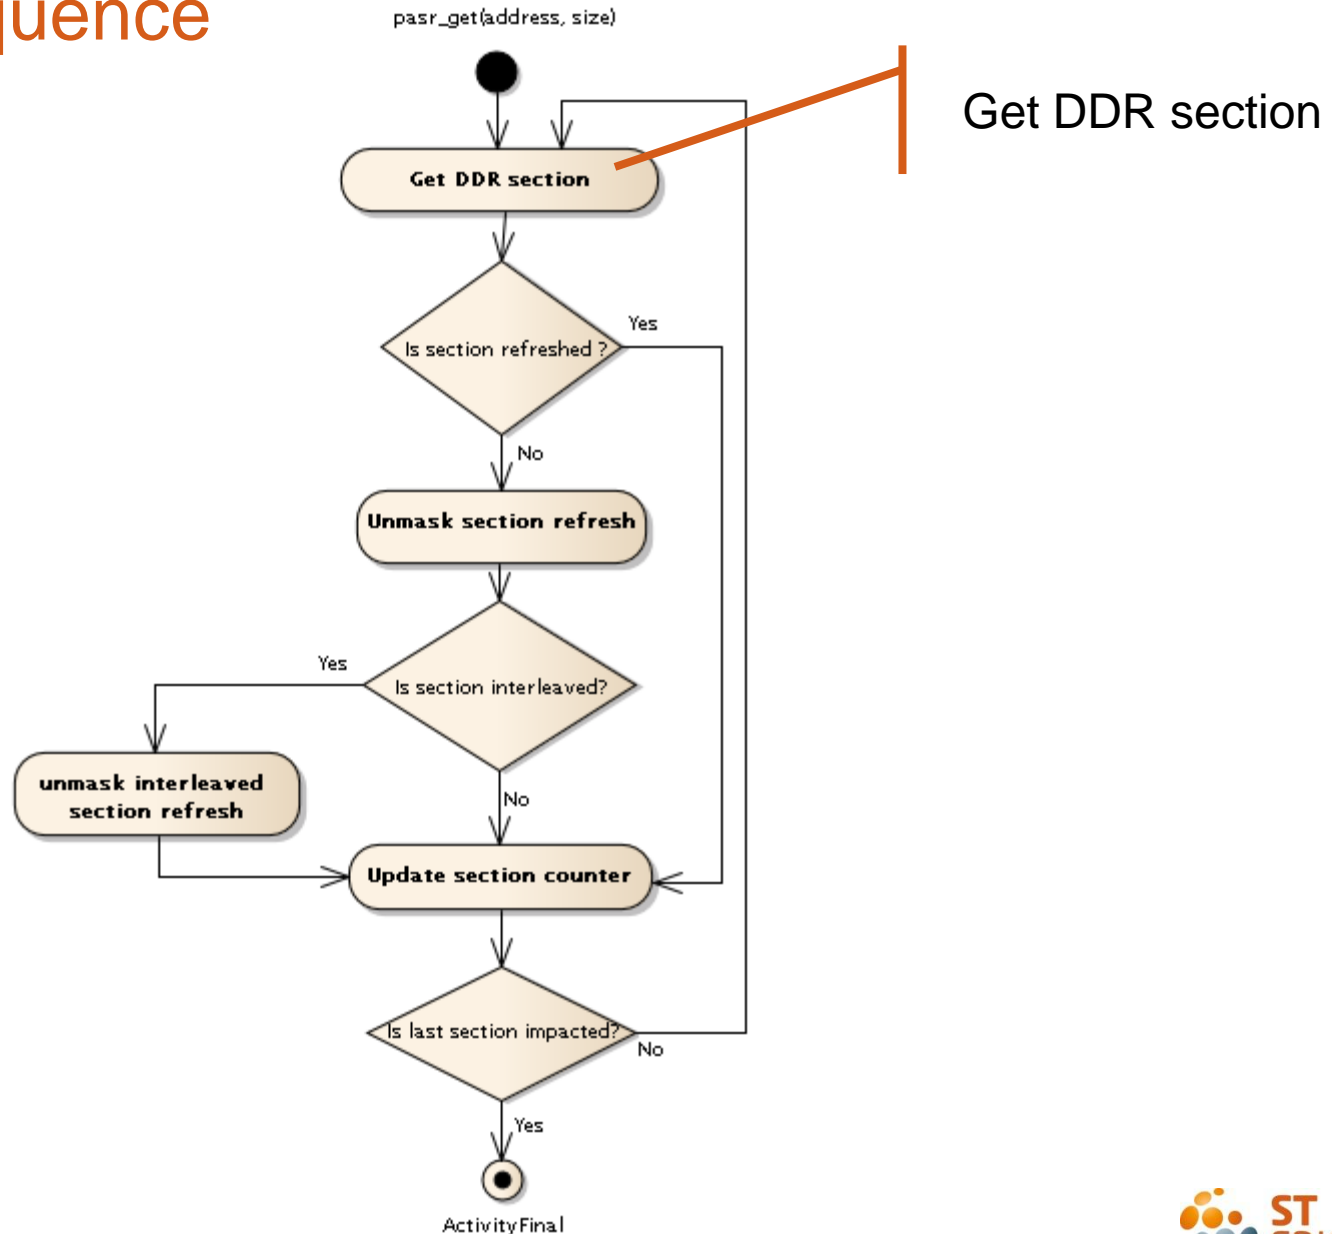 quence
pasr_get(address, size)
Get DDR section
Get DDR section
Is section refreshed ?
Yes
No
Unmask section refresh
Is section interleaved?
Yes
unmask interleaved
section refresh
No
Update section counter
Is last section impacted?
No
Yes
ActivityFinal
ST